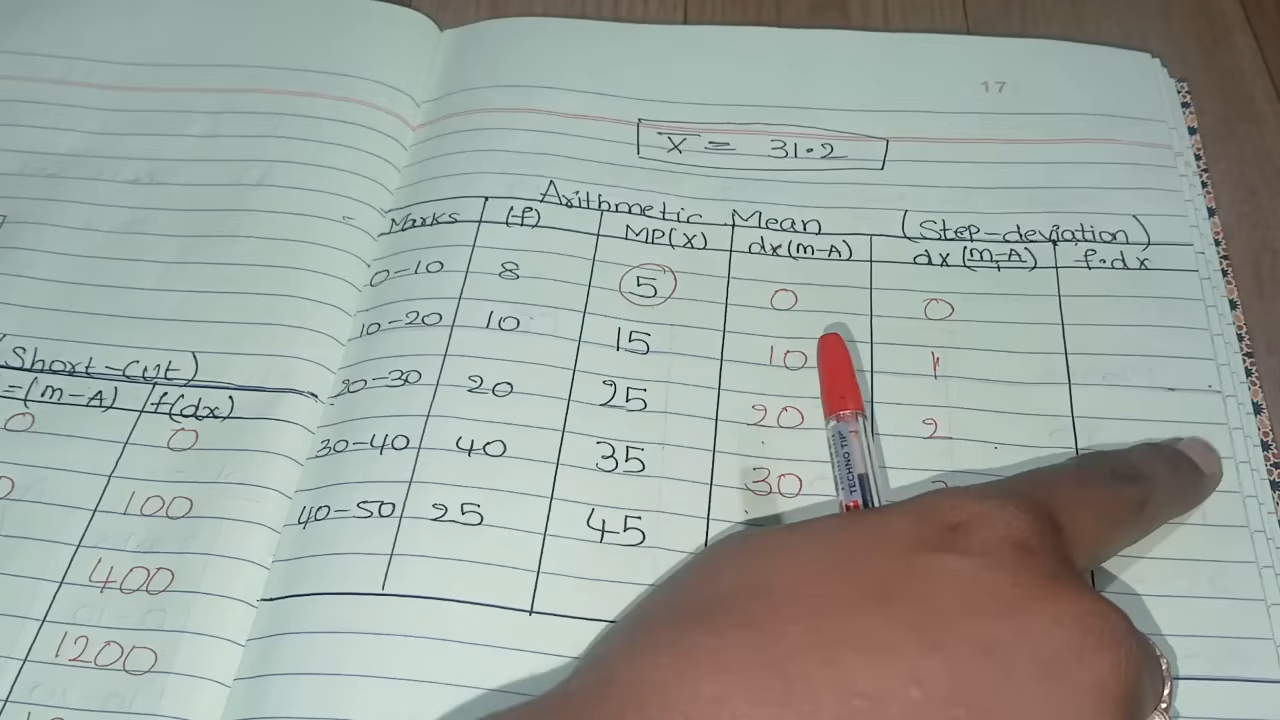 17
X̄ = 31.2
Arithmetic Mean (Step-deviation)
Marks (f) MP(X) dx(m-A) dx(m-A) f.dx
0-10 8 5 0 0
10-20 10 15 10 1
20-30 20 25 20 2
30-40 40 35 30
40-50 25 45
(Short-cut)
=(m-A) f(dx)
0 0
100
400
1200
TECHNO TIP